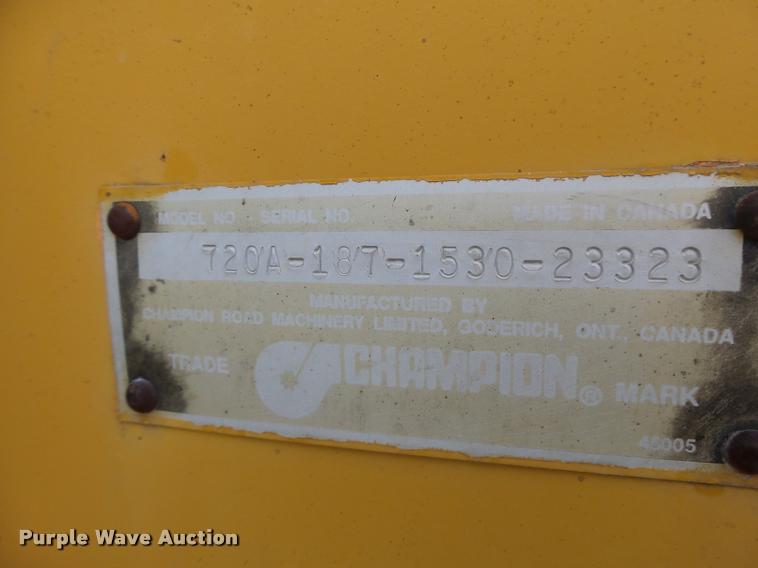 MODEL NO. - SERIAL NO. MADE IN CANADA
720A-187-1530-23323
MANUFACTURED BY
CHAMPION ROAD MACHINERY LIMITED, GODERICH, ONT., CANADA
TRADE CHAMPION® MARK
45005
Purple Wave Auction